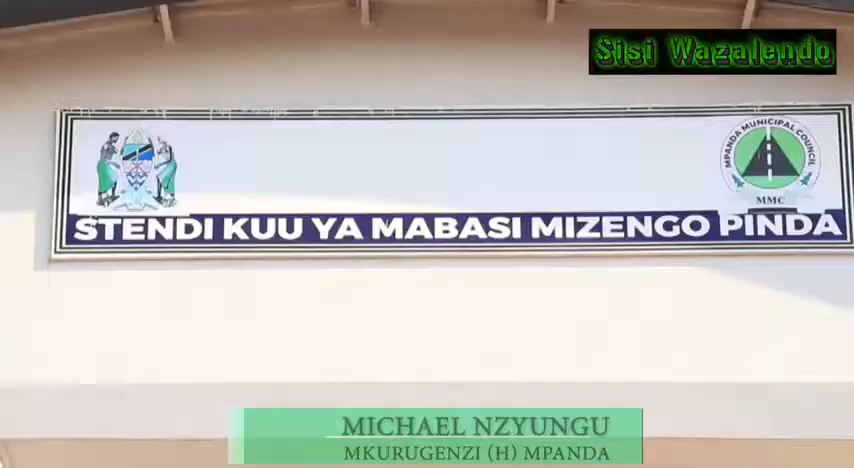 Sisi Wazalendo
MPANDA MUNICIPAL COUNCIL
MMC
STENDI KUU YA MABASI MIZENGO PINDA
MICHAEL NZYUNGU
MKURUGENZI (H) MPANDA